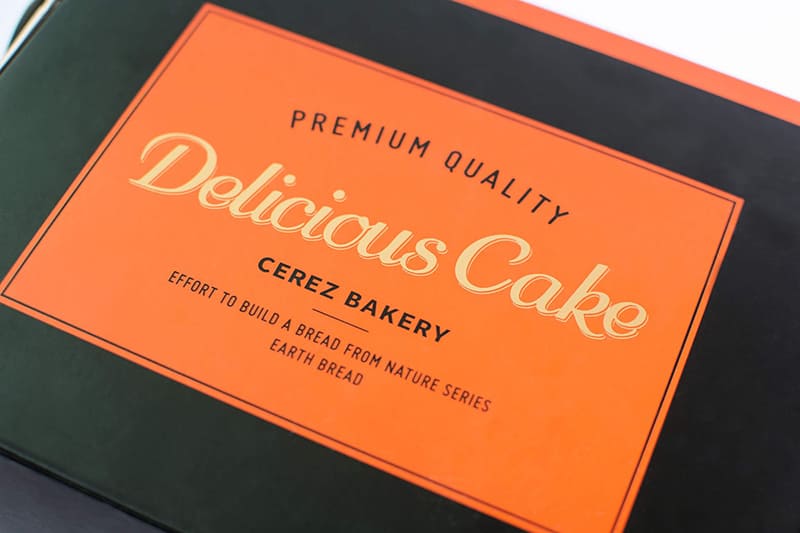 PREMIUM QUALITY
Delicious Cake
CEREZ BAKERY
EFFORT TO BUILD A BREAD FROM NATURE SERIES
EARTH BREAD